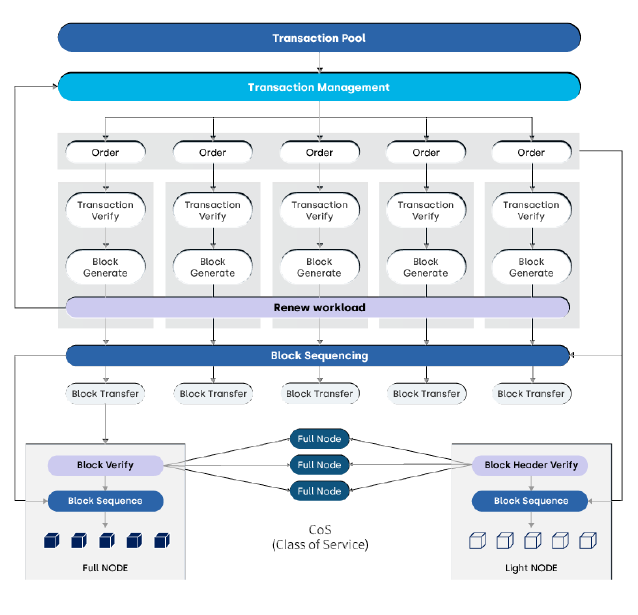 Transaction Pool
Transaction Management
Order Order Order Order Order
Transaction Transaction Transaction Transaction Transaction
Verify Verify Verify Verify Verify
Block Block Block Block Block
Generate Generate Generate Generate Generate
Renew workload
Block Sequencing
Block Transfer Block Transfer Block Transfer Block Transfer Block Transfer
Full Node
Block Verify Full Node Block Header Verify
Full Node
Block Sequence Block Sequence
CoS
(Class of Service)
Full NODE Light NODE